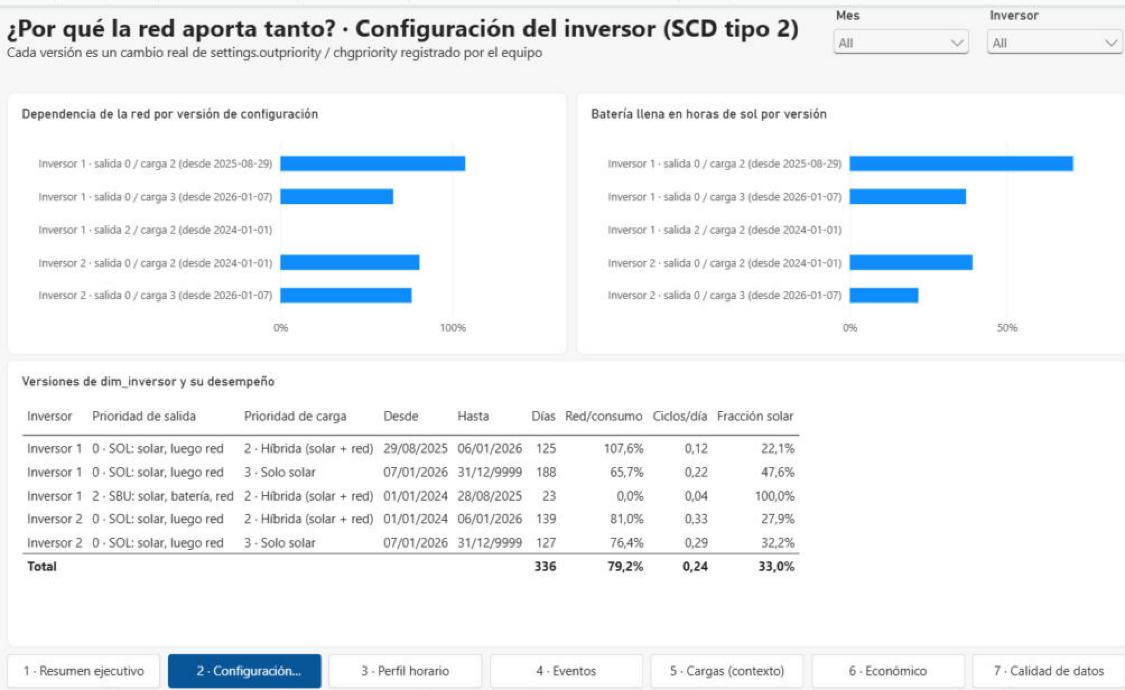 ¿Por qué la red aporta tanto? · Configuración del inversor (SCD tipo 2)
Cada versión es un cambio real de settings.outpriority / chgpriority registrado por el equipo
Mes
All
Inversor
All
Dependencia de la red por versión de configuración
Inversor 1 · salida 0 / carga 2 (desde 2025-08-29)
Inversor 1 · salida 0 / carga 3 (desde 2026-01-07)
Inversor 1 · salida 2 / carga 2 (desde 2024-01-01)
Inversor 2 · salida 0 / carga 2 (desde 2024-01-01)
Inversor 2 · salida 0 / carga 3 (desde 2026-01-07)
0% 100%
Batería llena en horas de sol por versión
Inversor 1 · salida 0 / carga 2 (desde 2025-08-29)
Inversor 1 · salida 0 / carga 3 (desde 2026-01-07)
Inversor 1 · salida 2 / carga 2 (desde 2024-01-01)
Inversor 2 · salida 0 / carga 2 (desde 2024-01-01)
Inversor 2 · salida 0 / carga 3 (desde 2026-01-07)
0% 50%
Versiones de dim_inversor y su desempeño
Inversor Prioridad de salida Prioridad de carga Desde Hasta Días Red/consumo Ciclos/día Fracción solar
Inversor 1 0 · SOL: solar, luego red 2 · Híbrida (solar + red) 29/08/2025 06/01/2026 125 107,6% 0,12 22,1%
Inversor 1 0 · SOL: solar, luego red 3 · Solo solar 07/01/2026 31/12/9999 188 65,7% 0,22 47,6%
Inversor 1 2 · SBU: solar, batería, red 2 · Híbrida (solar + red) 01/01/2024 28/08/2025 23 0,0% 0,04 100,0%
Inversor 2 0 · SOL: solar, luego red 2 · Híbrida (solar + red) 01/01/2024 06/01/2026 139 81,0% 0,33 27,9%
Inversor 2 0 · SOL: solar, luego red 3 · Solo solar 07/01/2026 31/12/9999 127 76,4% 0,29 32,2%
Total 336 79,2% 0,24 33,0%
1 · Resumen ejecutivo 2 · Configuración... 3 · Perfil horario 4 · Eventos 5 · Cargas (contexto) 6 · Económico 7 · Calidad de datos